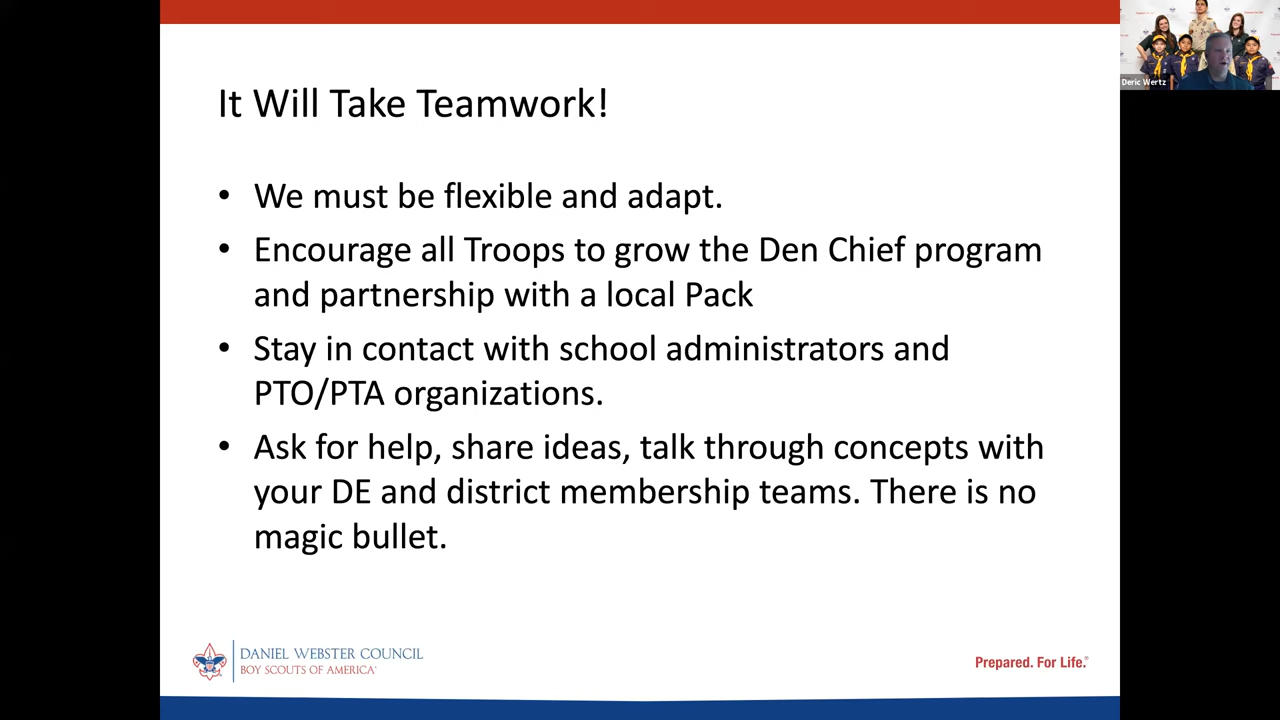 It Will Take Teamwork!
• We must be flexible and adapt.
• Encourage all Troops to grow the Den Chief program
and partnership with a local Pack
• Stay in contact with school administrators and
PTO/PTA organizations.
• Ask for help, share ideas, talk through concepts with
your DE and district membership teams. There is no
magic bullet.
DANIEL WEBSTER COUNCIL
BOY SCOUTS OF AMERICA
Prepared. For Life.®
Deric Wertz